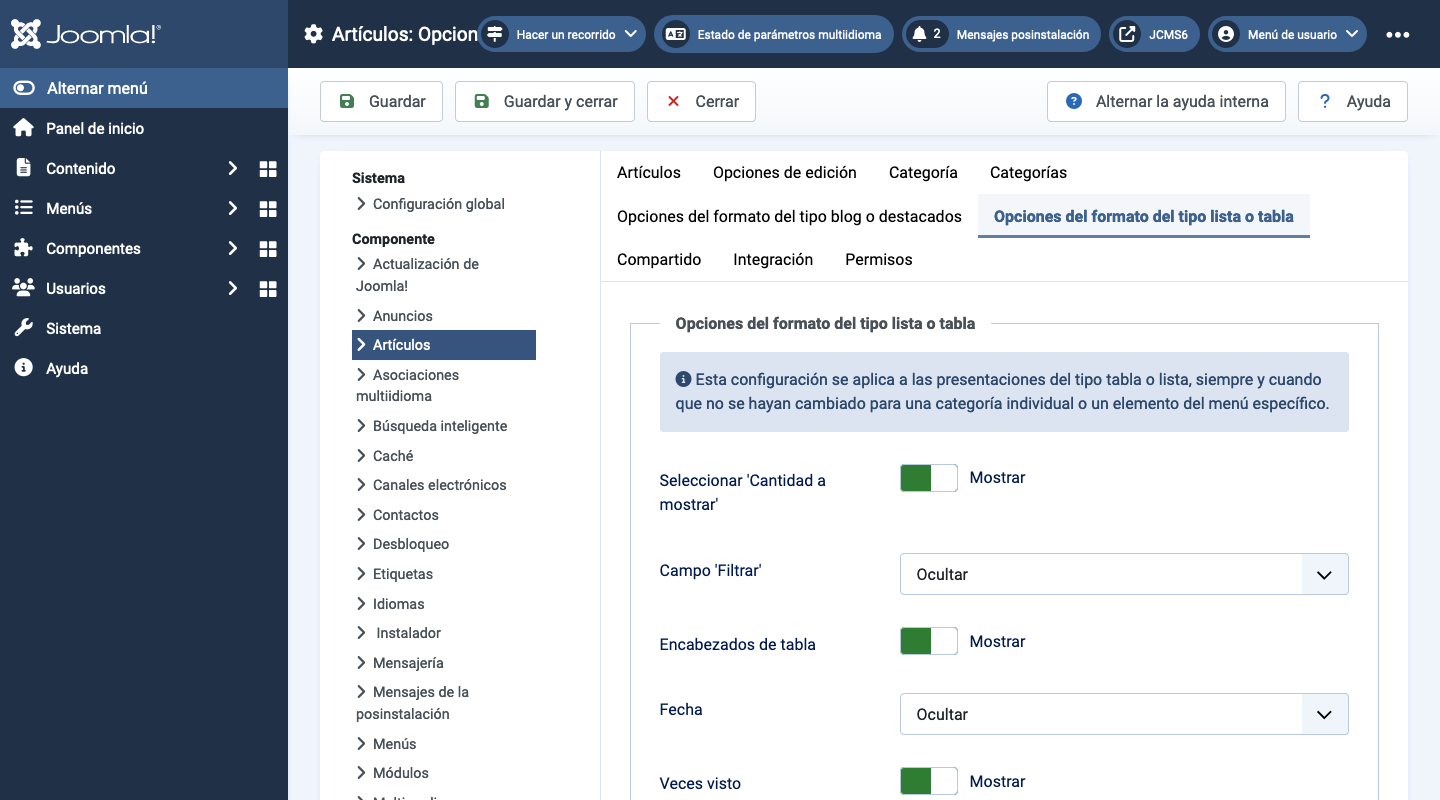 Joomla!®
Artículos: Opcion
Hacer un recorrido
Estado de parámetros multiidioma
2 Mensajes posinstalación
JCMS6
Menú de usuario
Alternar menú
Panel de inicio
Contenido
Menús
Componentes
Usuarios
Sistema
Ayuda
Guardar
Guardar y cerrar
Cerrar
Alternar la ayuda interna
Ayuda
Sistema
Configuración global
Componente
Actualización de
Joomla!
Anuncios
Artículos
Asociaciones
multiidioma
Búsqueda inteligente
Caché
Canales electrónicos
Contactos
Desbloqueo
Etiquetas
Idiomas
Instalador
Mensajería
Mensajes de la
posinstalación
Menús
Módulos
Artículos
Opciones de edición
Categoría
Categorías
Opciones del formato del tipo blog o destacados
Opciones del formato del tipo lista o tabla
Compartido
Integración
Permisos
Opciones del formato del tipo lista o tabla
Esta configuración se aplica a las presentaciones del tipo tabla o lista, siempre y cuando
que no se hayan cambiado para una categoría individual o un elemento del menú específico.
Seleccionar 'Cantidad a
mostrar'
Mostrar
Campo 'Filtrar'
Ocultar
Encabezados de tabla
Mostrar
Fecha
Ocultar
Veces visto
Mostrar